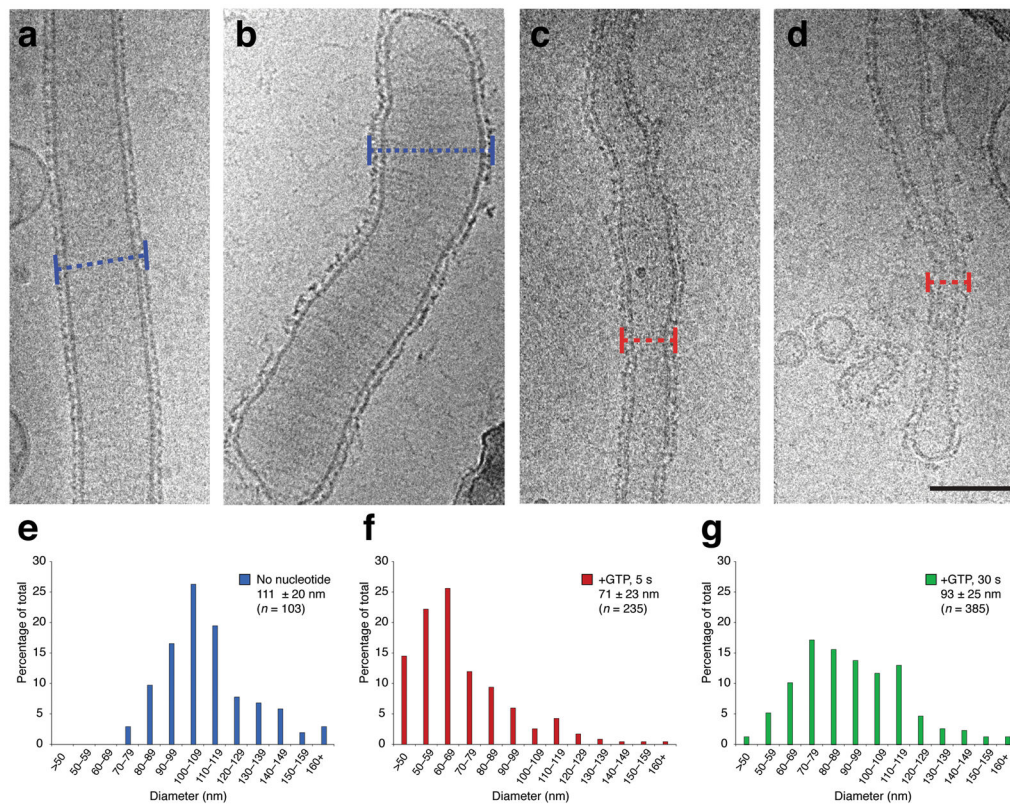 a
b
c
d
e
30
25
20
15
10
5
0
Percentage of total
No nucleotide
111 ± 20 nm
(n = 103)
>50
50–59
60–69
70–79
80–89
90–99
100–109
110–119
120–129
130–139
140–149
150–159
160+
Diameter (nm)
f
30
25
20
15
10
5
0
Percentage of total
+GTP, 5 s
71 ± 23 nm
(n = 235)
>50
50–59
60–69
70–79
80–89
90–99
100–109
110–119
120–129
130–139
140–149
150–159
160+
Diameter (nm)
g
30
25
20
15
10
5
0
Percentage of total
+GTP, 30 s
93 ± 25 nm
(n = 385)
>50
50–59
60–69
70–79
80–89
90–99
100–109
110–119
120–129
130–139
140–149
150–159
160+
Diameter (nm)